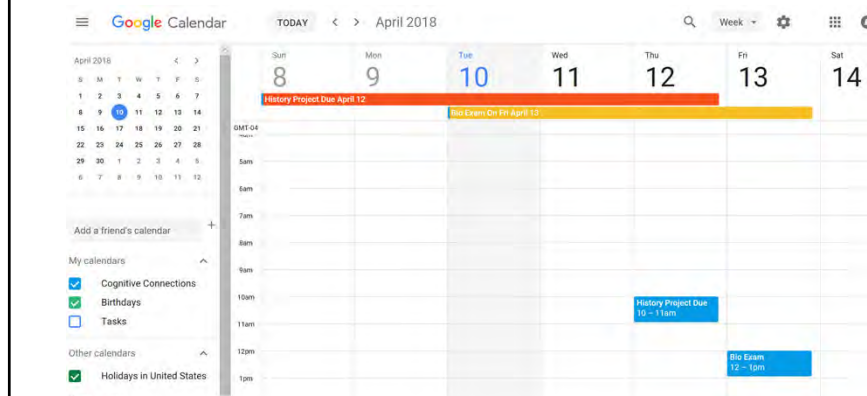 Google Calendar TODAY < > April 2018 Week
April 2018 < >
S M T W T F S
1 2 3 4 5 6 7
8 9 10 11 12 13 14
15 16 17 18 19 20 21
22 23 24 25 26 27 28
29 30 1 2 3 4 5
6 7 8 9 10 11 12
Add a friend's calendar +
My calendars
Cognitive Connections
Birthdays
Tasks
Other calendars
Holidays in United States
Sun Mon Tue Wed Thu Fri Sat
8 9 10 11 12 13 14
History Project Due April 12
Bio Exam On Fri April 13
GMT-04
5am
6am
7am
8am
9am
10am
History Project Due
10 – 11am
11am
12pm
Bio Exam
12 – 1pm
1pm